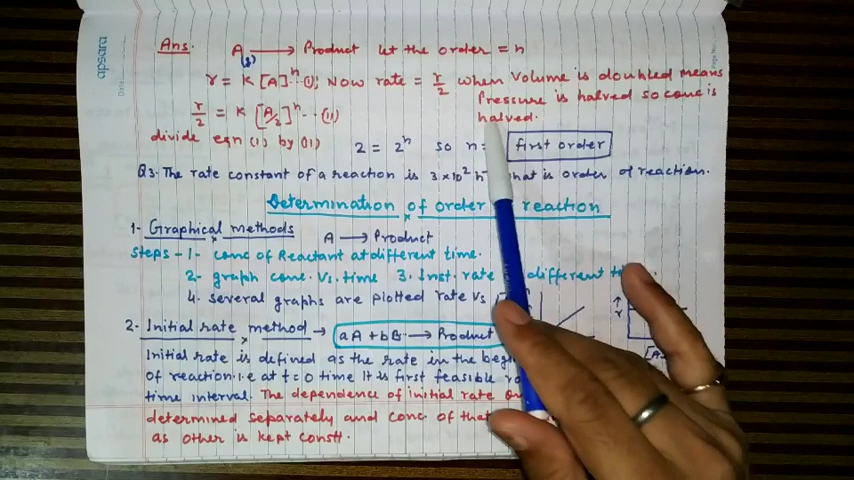 apsara
Ans. A(g) → Product Let the order = n
r = K [A]ⁿ ... (I); Now rate = r/2 when volume is doubled means
Pressure is halved so conc is
r/2 = K [A/2]ⁿ ... (II) halved.
divide eqn (I) by (II) 2 = 2ⁿ so n = first order
Q3. The rate constant of a reaction is 3×10² h⁻ what is order of reaction.
Determination of order reaction
1- Graphical methods A → Product
steps - 1- conc of Reactant at different time.
2- graph conc. Vs. time 3. Inst. rate different
4. several graphs are plotted rate Vs
r
2- Initial rate method → aA + bB → Product
Initial rate is defined as the rate in the
of reaction i.e at t=0 time It is first feasible
time interval. The dependence of initial rate
determined separately and conc. of that
as other is kept constt.